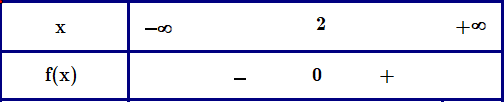 x −∞ 2 +∞
f(x) − 0 +